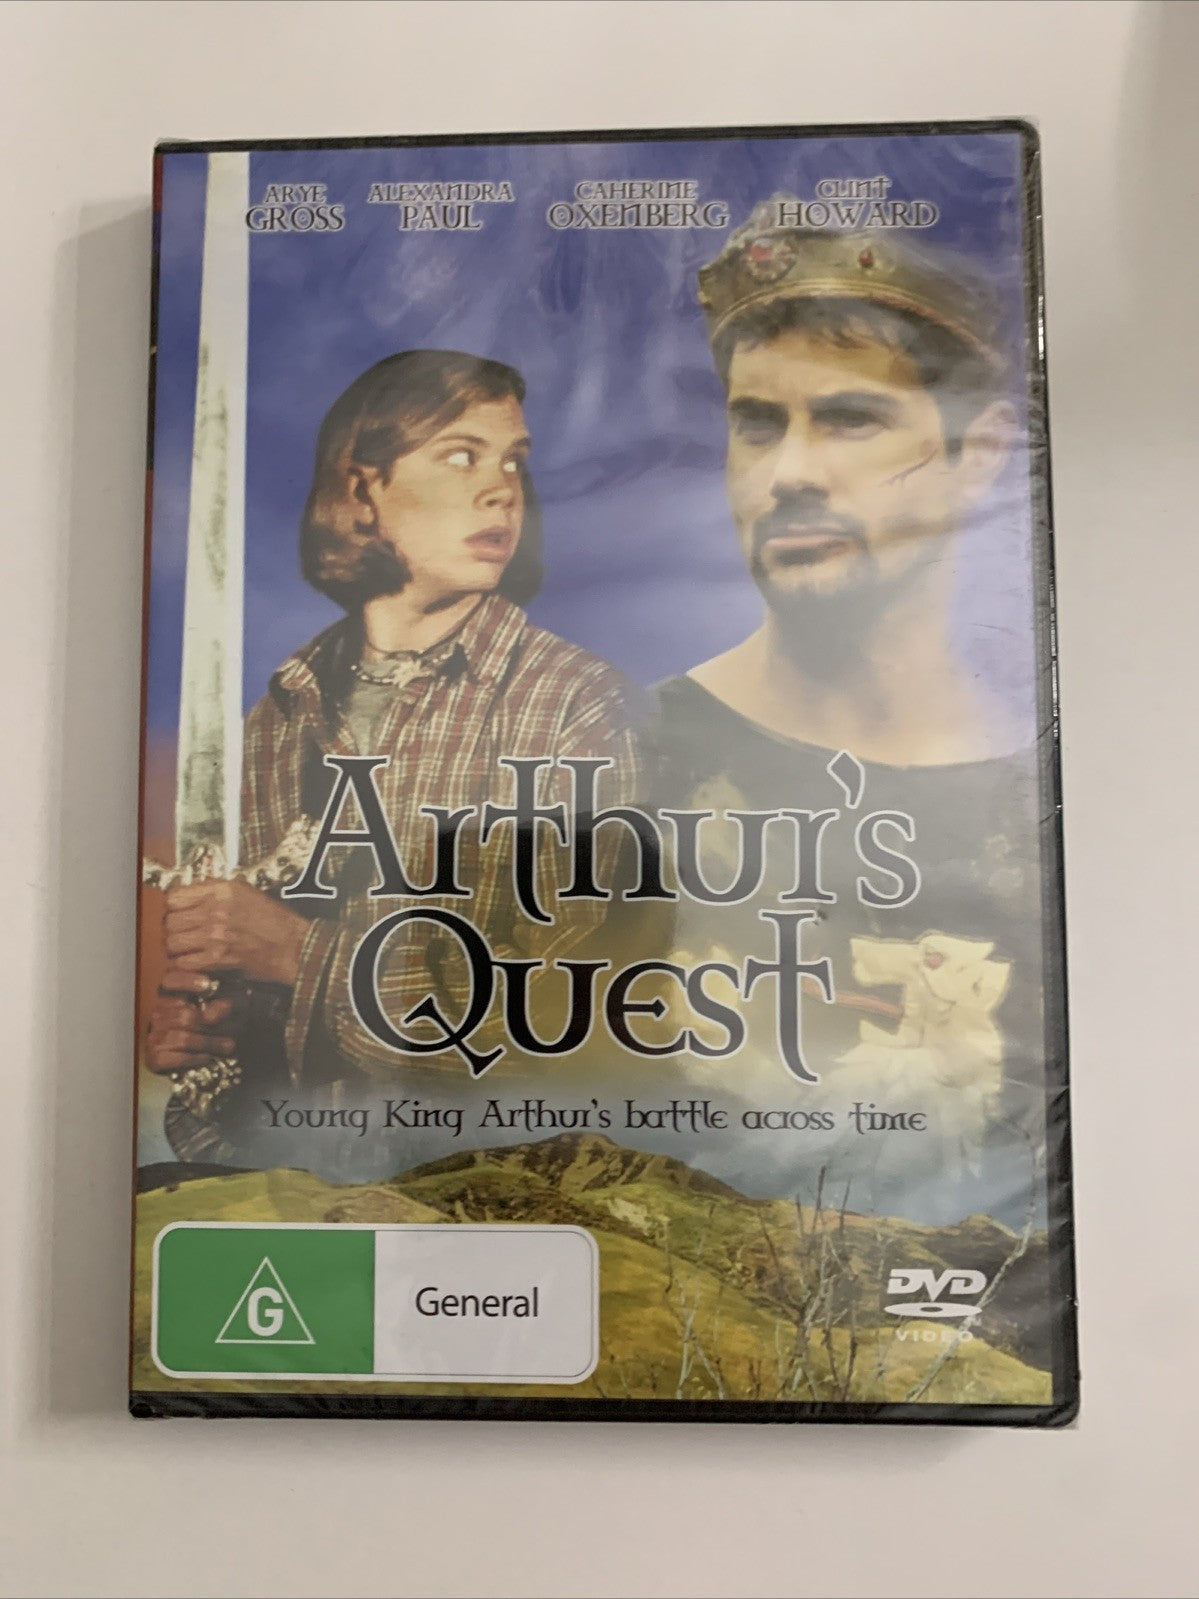 ARYE ALEXANDRA CAHERINE CLINT
GROSS PAUL OXENBERG HOWARD
Arthur's
Quest
Young King Arthur's battle across time
G General
DVD
VIDEO